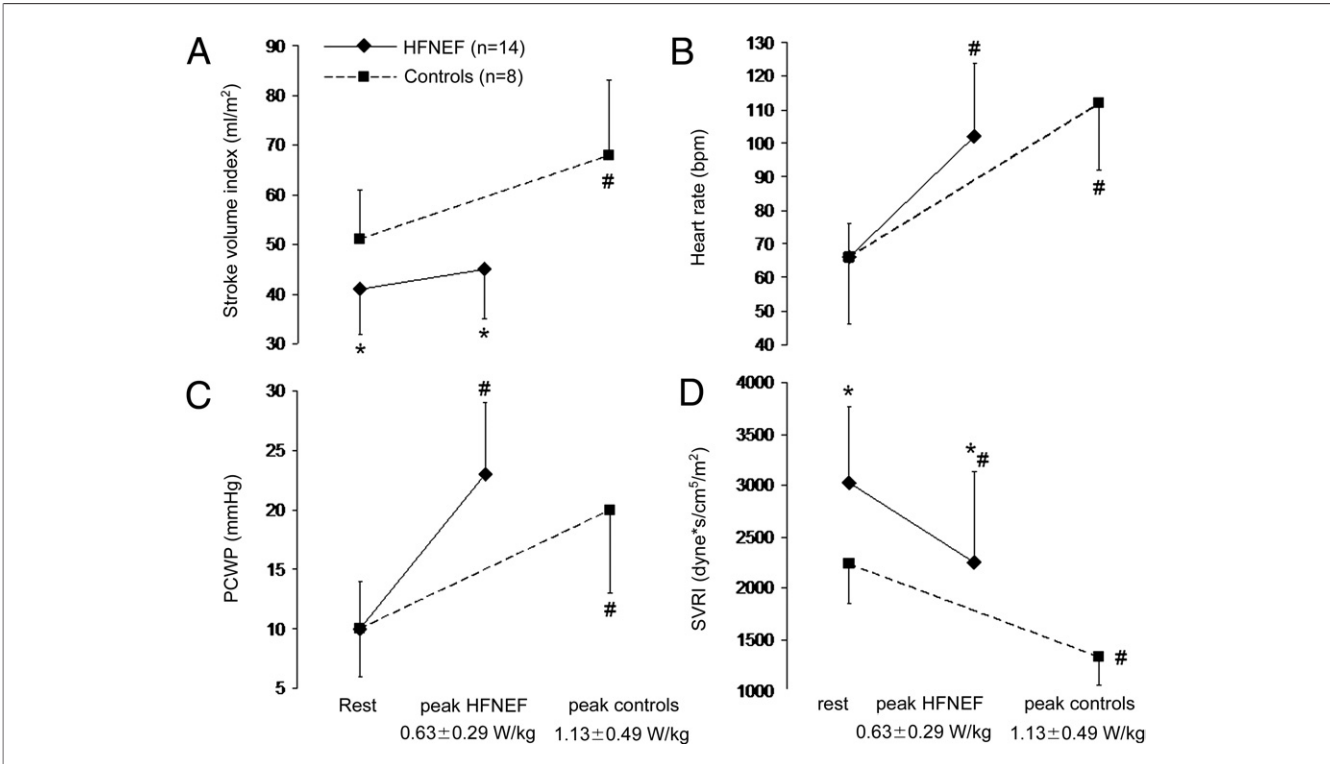 A
Stroke volume index (ml/m²)
90
80
70
60
50
40
30
HFNEF (n=14)
Controls (n=8)
#
*
*
B
Heart rate (bpm)
130
120
110
100
90
80
70
60
50
40
#
#
C
PCWP (mmHg)
30
25
20
15
10
5
#
#
Rest
peak HFNEF
0.63±0.29 W/kg
peak controls
1.13±0.49 W/kg
D
SVRI (dyne*s/cm⁵/m²)
4000
3500
3000
2500
2000
1500
1000
*
*#
#
rest
peak HFNEF
0.63±0.29 W/kg
peak controls
1.13±0.49 W/kg